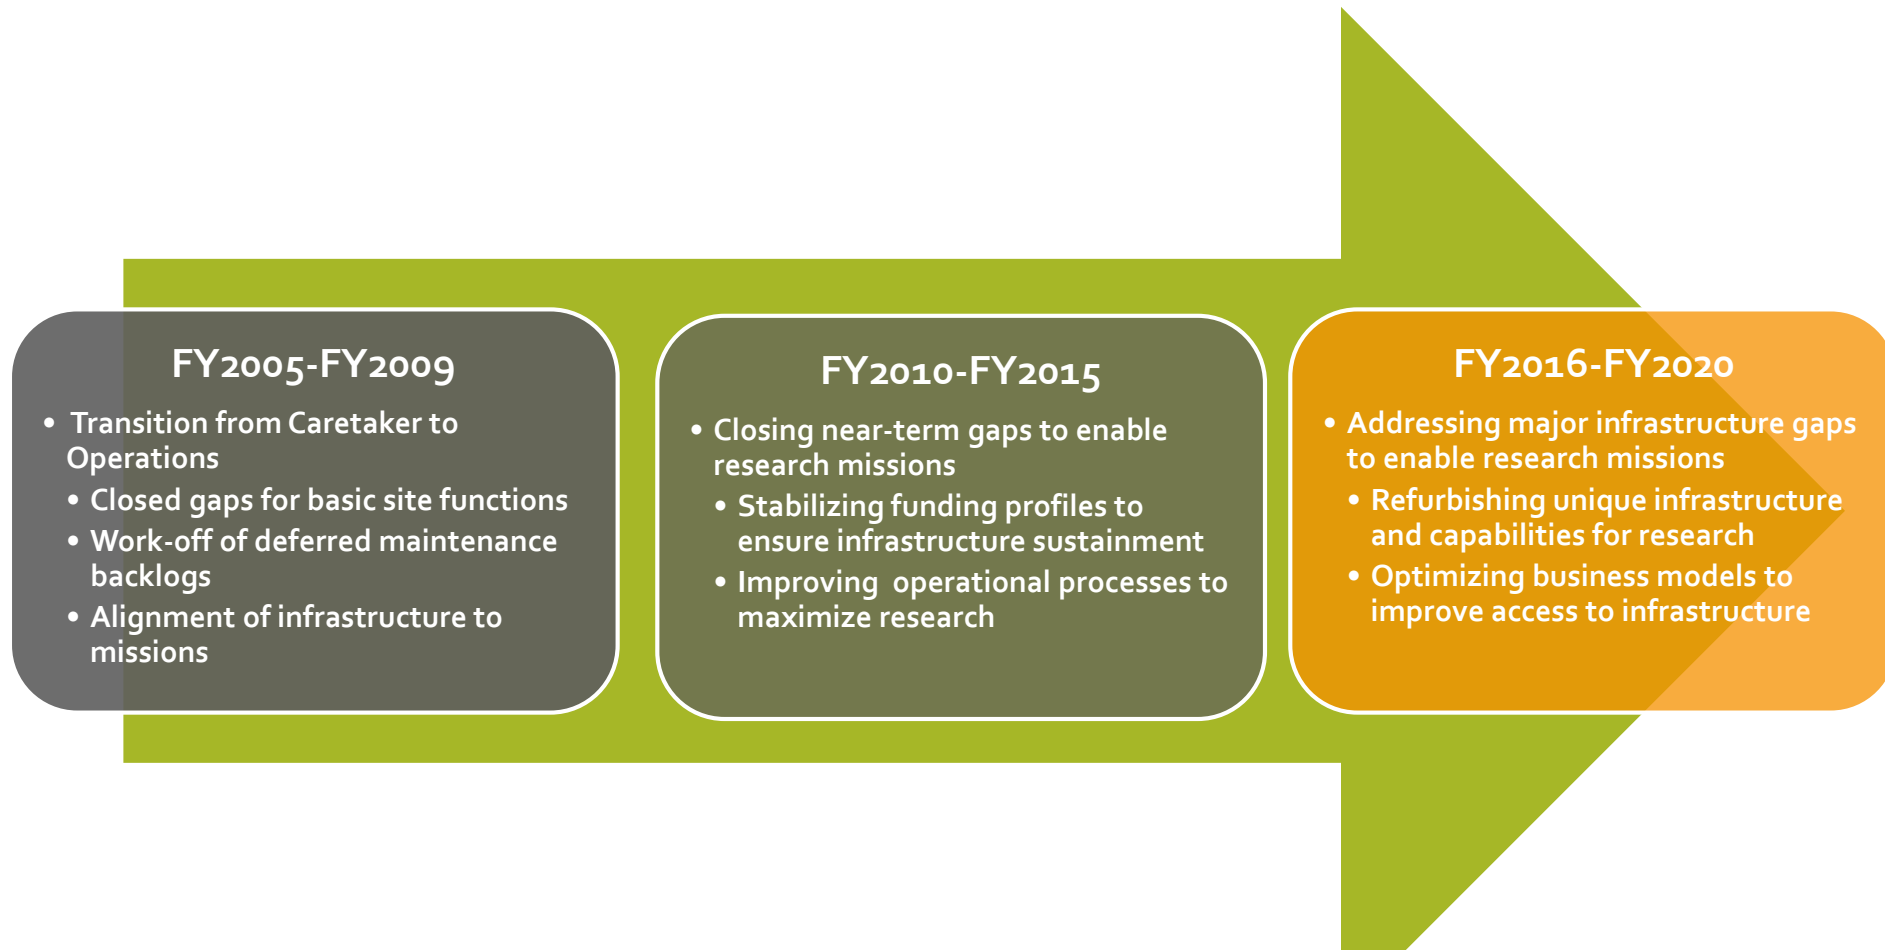 FY2005-FY2009
• Transition from Caretaker to
Operations
• Closed gaps for basic site functions
• Work-off of deferred maintenance
backlogs
• Alignment of infrastructure to
missions
FY2010-FY2015
• Closing near-term gaps to enable
research missions
• Stabilizing funding profiles to
ensure infrastructure sustainment
• Improving  operational processes to
maximize research
FY2016-FY2020
• Addressing major infrastructure gaps
to enable research missions
• Refurbishing unique infrastructure
and capabilities for research
• Optimizing business models to
improve access to infrastructure